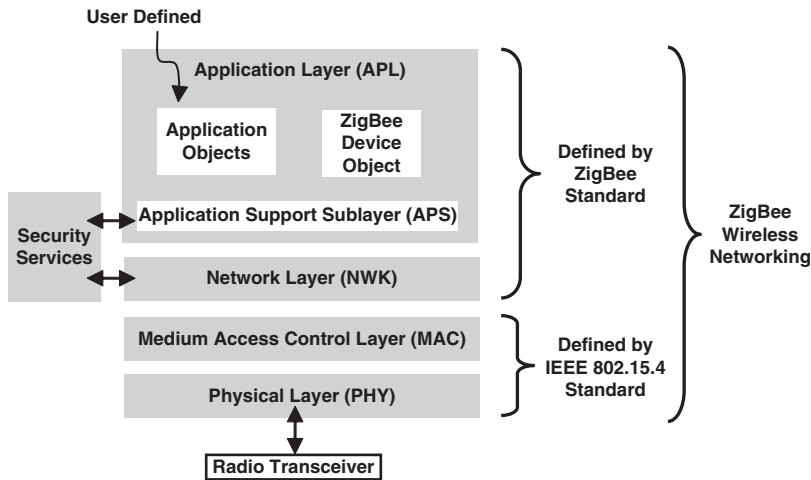 User Defined
Application Layer (APL)
Application
Objects
ZigBee
Device
Object
Application Support Sublayer (APS)
Security
Services
Network Layer (NWK)
Medium Access Control Layer (MAC)
Physical Layer (PHY)
Radio Transceiver
Defined by
ZigBee
Standard
Defined by
IEEE 802.15.4
Standard
ZigBee
Wireless
Networking